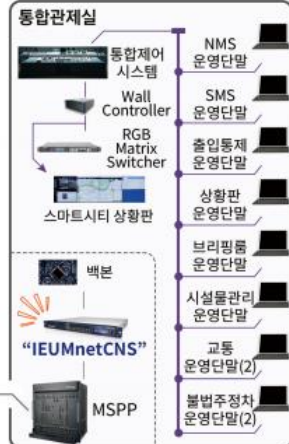 통합관제실
통합제어
시스템
Wall
Controller
RGB
Matrix
Switcher
스마트시티 상황판
백본
“IEUMnetCNS”
MSPP
NMS
운영단말
SMS
운영단말
출입통제
운영단말
상황판
운영단말
브리핑룸
운영단말
시설물관리
운영단말
교통
운영단말(2)
불법주정차
운영단말(2)